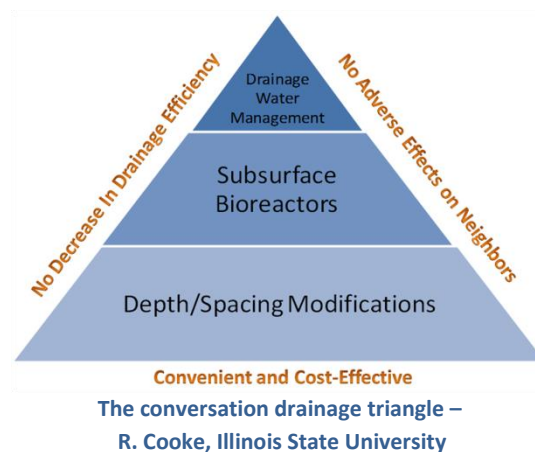 Drainage
Water
Management
No Decrease In Drainage Efficiency
No Adverse Effects on Neighbors
Subsurface
Bioreactors
Depth/Spacing Modifications
Convenient and Cost-Effective
The conversation drainage triangle –
R. Cooke, Illinois State University